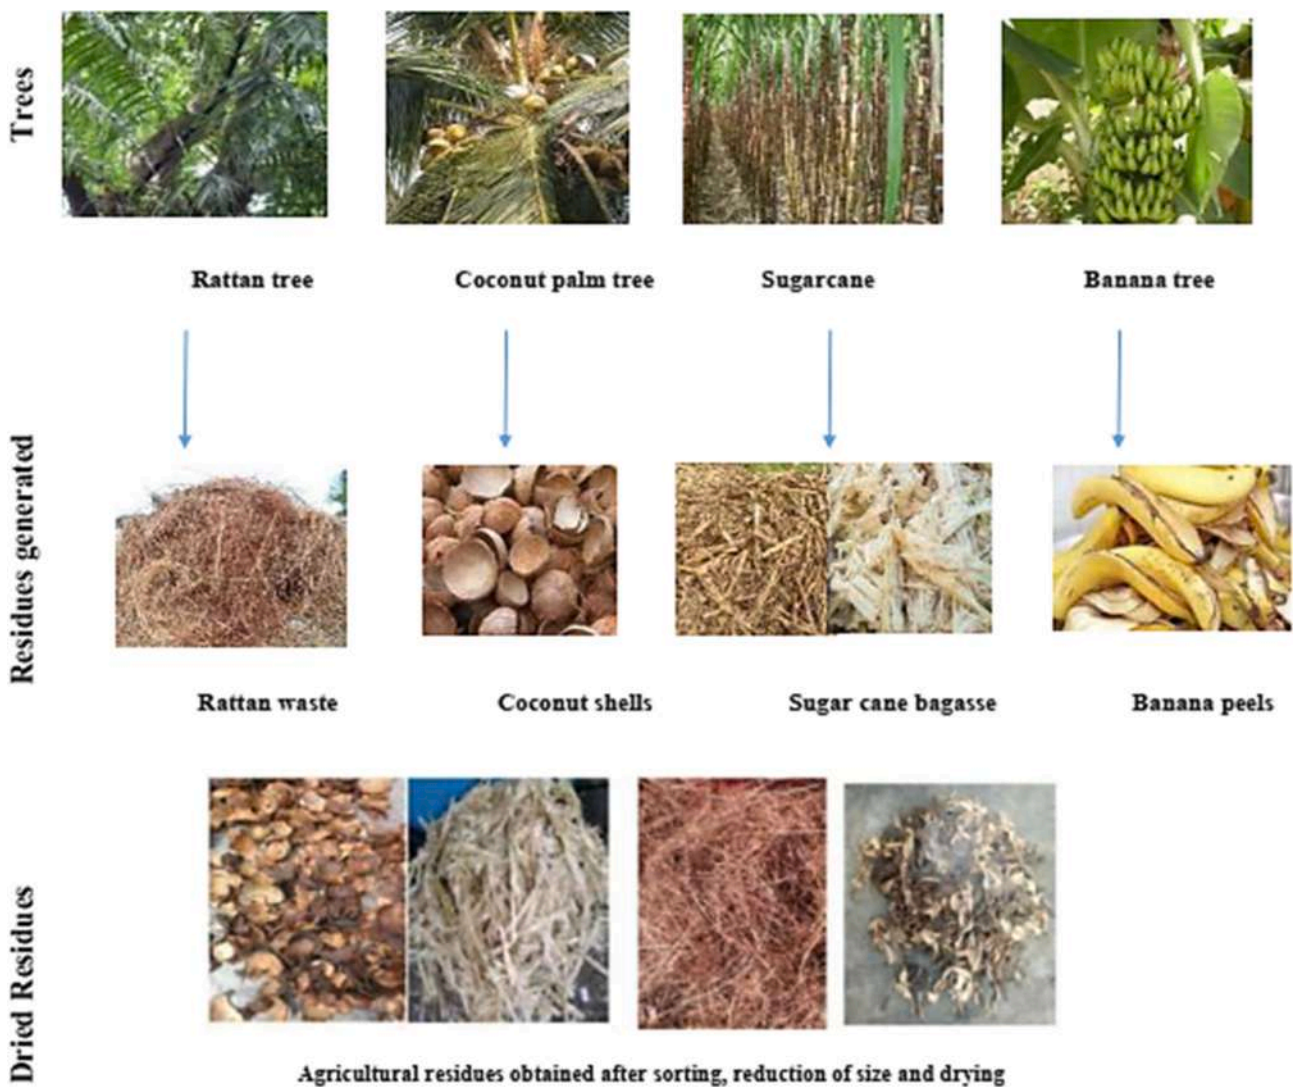 Trees
Rattan tree
Coconut palm tree
Sugarcane
Banana tree
Residues generated
Rattan waste
Coconut shells
Sugar cane bagasse
Banana peels
Dried Residues
Agricultural residues obtained after sorting, reduction of size and drying